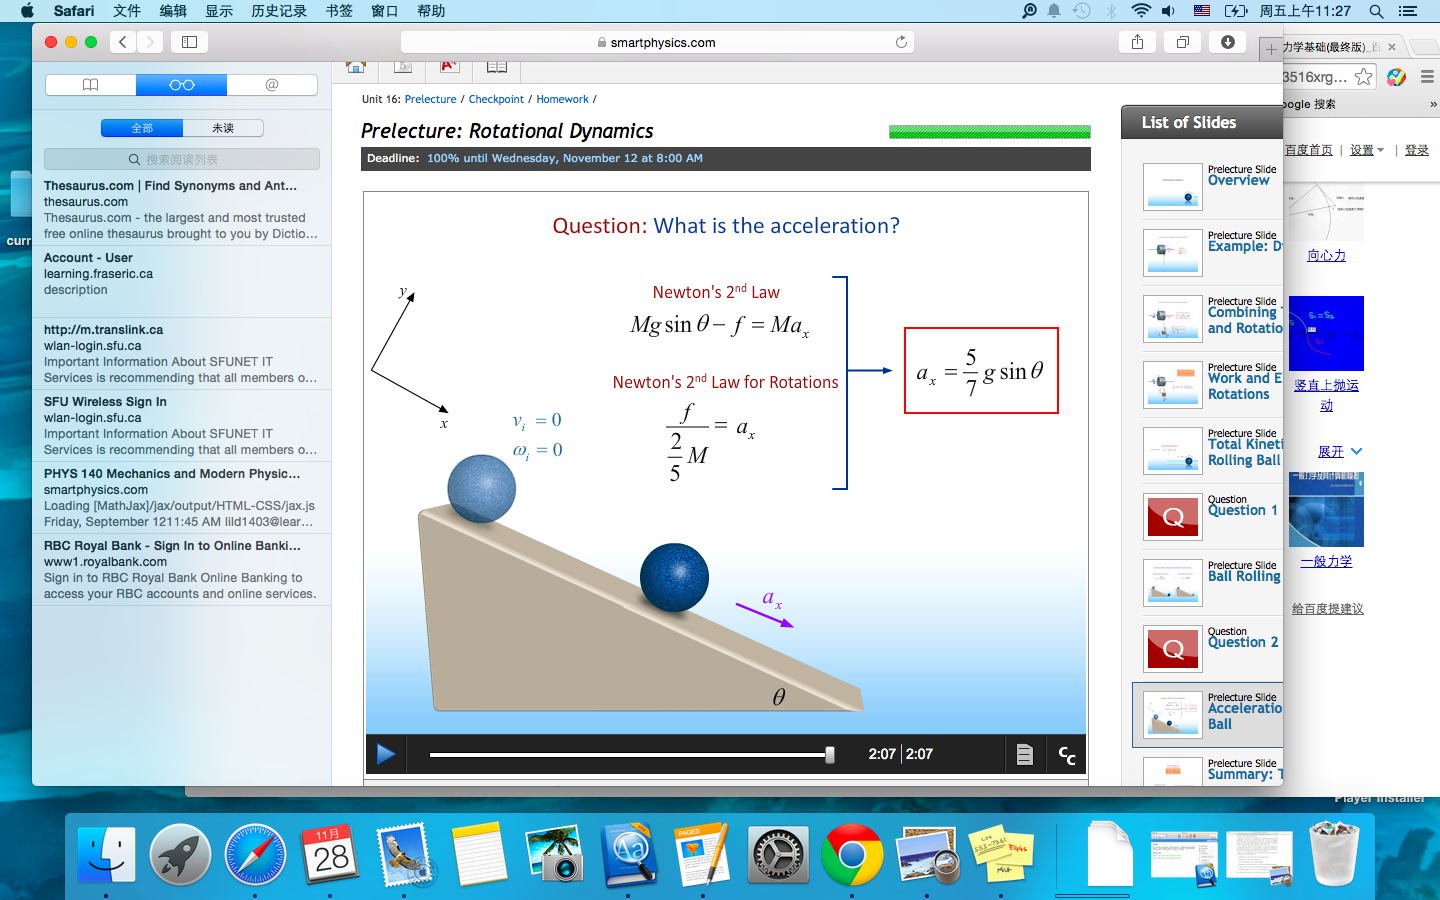 Safari 文件 编辑 显示 历史记录 书签 窗口 帮助
周五上午11:27
smartphysics.com
全部 未读
搜索阅读列表
Thesaurus.com | Find Synonyms and Ant...
thesaurus.com
Thesaurus.com - the largest and most trusted
free online thesaurus brought to you by Dictio...
Account - User
learning.fraseric.ca
description
http://m.translink.ca
wlan-login.sfu.ca
Important Information About SFUNET IT
Services is recommending that all members o...
SFU Wireless Sign In
wlan-login.sfu.ca
Important Information About SFUNET IT
Services is recommending that all members o...
PHYS 140 Mechanics and Modern Physic...
smartphysics.com
Loading [MathJax]/jax/output/HTML-CSS/jax.js
Friday, September 1211:45 AM lild1403@lear...
RBC Royal Bank - Sign In to Online Banki...
www1.royalbank.com
Sign in to RBC Royal Bank Online Banking to
access your RBC accounts and online services.
Unit 16: Prelecture / Checkpoint / Homework /
Prelecture: Rotational Dynamics
Deadline: 100% until Wednesday, November 12 at 8:00 AM
Question: What is the acceleration?
y
x
Newton's 2nd Law
Mg sin θ − f = Ma_x
Newton's 2nd Law for Rotations
f / (2/5 M) = a_x
a_x = 5/7 g sin θ
v_i = 0
ω_i = 0
a_x
θ
2:07 | 2:07
CC
List of Slides
Prelecture Slide
Overview
Prelecture Slide
Example: D
Prelecture Slide
Combining
and Rotatio
Prelecture Slide
Work and E
Rotations
Prelecture Slide
Total Kineti
Rolling Ball
Q
Question
Question 1
Prelecture Slide
Ball Rolling
Q
Question
Question 2
Prelecture Slide
Acceleratio
Ball
Prelecture Slide
Summary: T
力学基础(最终版)_百
3516xrg...
oogle 搜索
»
百度首页 | 设置 | 登录
向心力
S₁ = S₂
竖直上抛运
动
展开
一般力学
给百度提建议
curr
Player Installer
11月
28
PAGES
Aa
EGGS
MILK